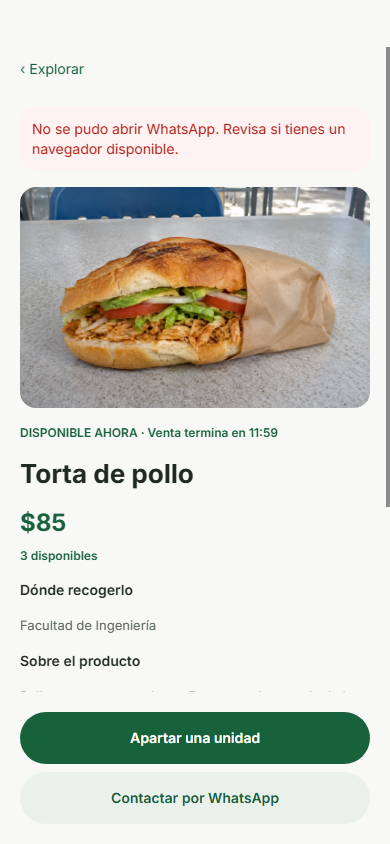 ‹ Explorar
No se pudo abrir WhatsApp. Revisa si tienes un
navegador disponible.
DISPONIBLE AHORA · Venta termina en 11:59
Torta de pollo
$85
3 disponibles
Dónde recogerlo
Facultad de Ingeniería
Sobre el producto
Apartar una unidad
Contactar por WhatsApp